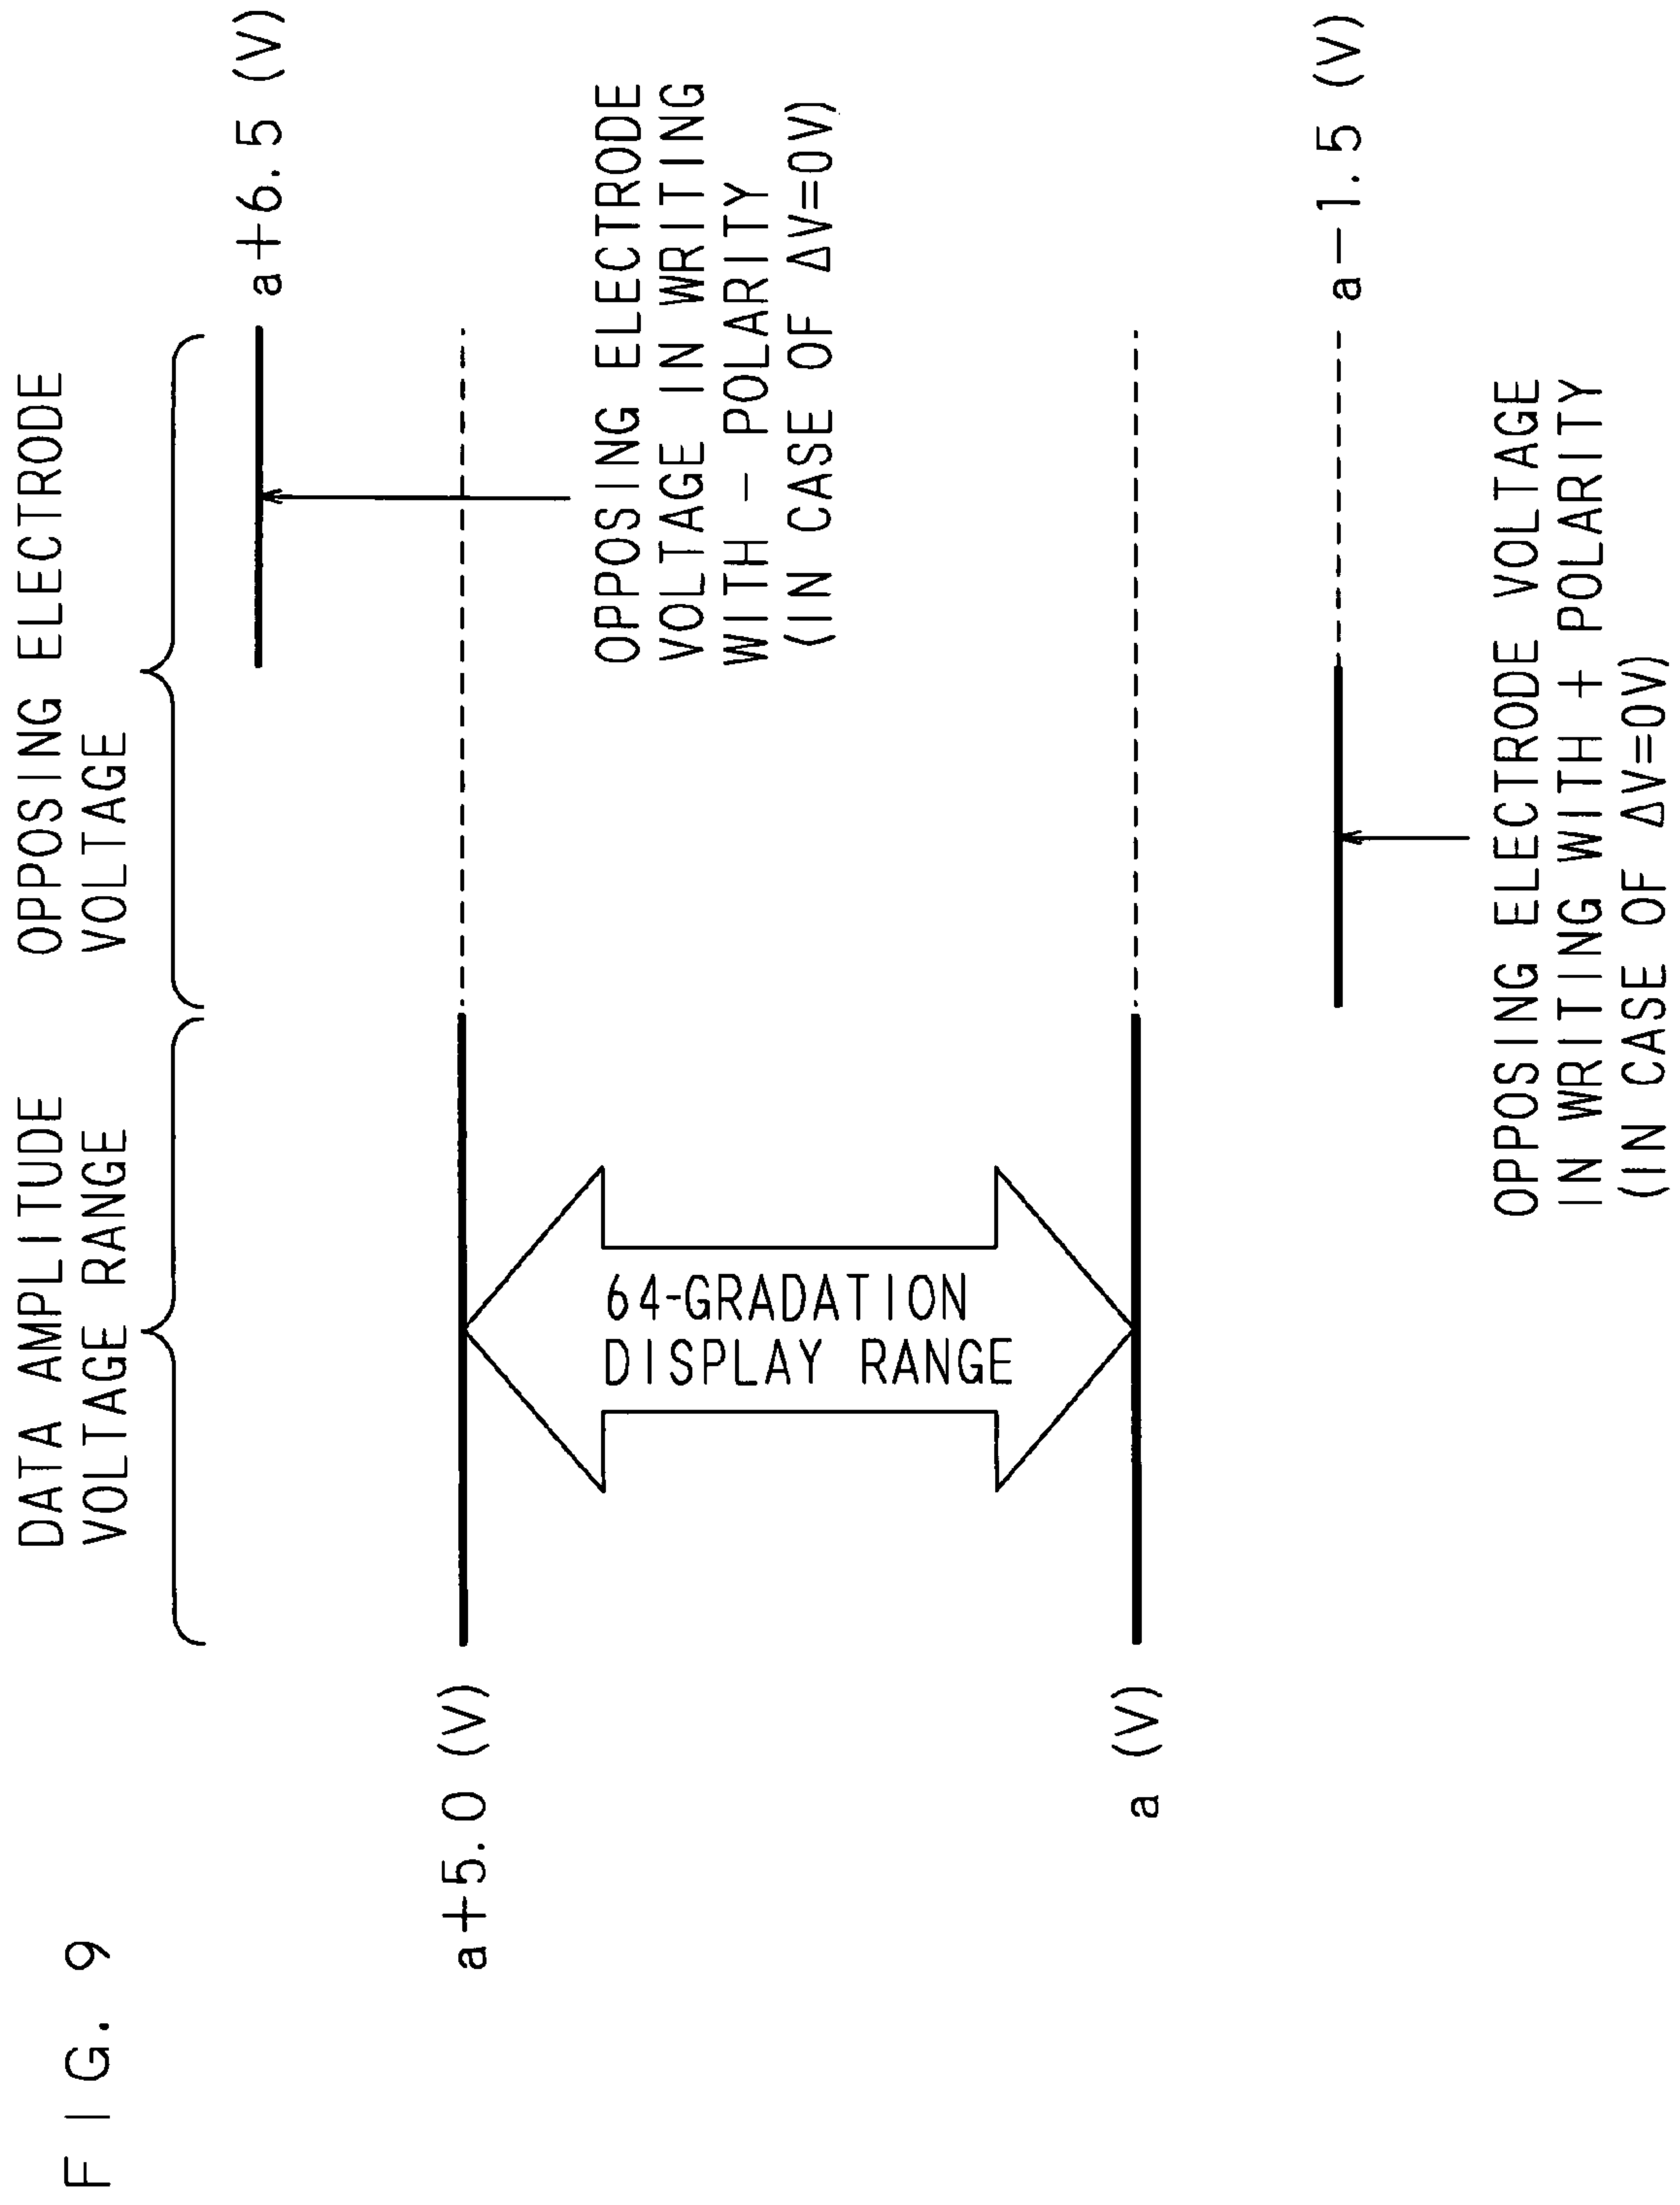 F I G. 9
DATA AMPLITUDE
VOLTAGE RANGE
OPPOSING ELECTRODE
VOLTAGE
a+6.5 (V)
a+5.0 (V)
OPPOSING ELECTRODE
VOLTAGE IN WRITING
WITH − POLARITY
(IN CASE OF ΔV=0V)
64-GRADATION
DISPLAY RANGE
a (V)
a−1.5 (V)
OPPOSING ELECTRODE VOLTAGE
IN WRITING WITH + POLARITY
(IN CASE OF ΔV=0V)